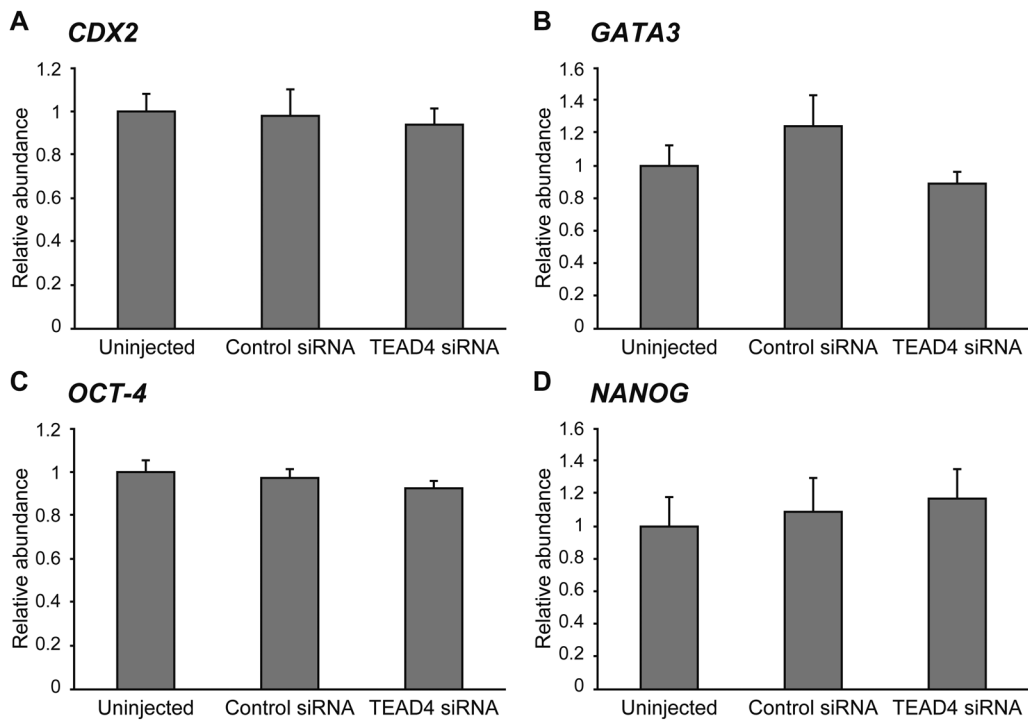 A CDX2
Relative abundance
1.2
1
0.8
0.6
0.4
0.2
0
Uninjected Control siRNA TEAD4 siRNA
B GATA3
Relative abundance
1.6
1.4
1.2
1
0.8
0.6
0.4
0.2
0
Uninjected Control siRNA TEAD4 siRNA
C OCT-4
Relative abundance
1.2
1
0.8
0.6
0.4
0.2
0
Uninjected Control siRNA TEAD4 siRNA
D NANOG
Relative abundance
1.6
1.4
1.2
1
0.8
0.6
0.4
0.2
0
Uninjected Control siRNA TEAD4 siRNA